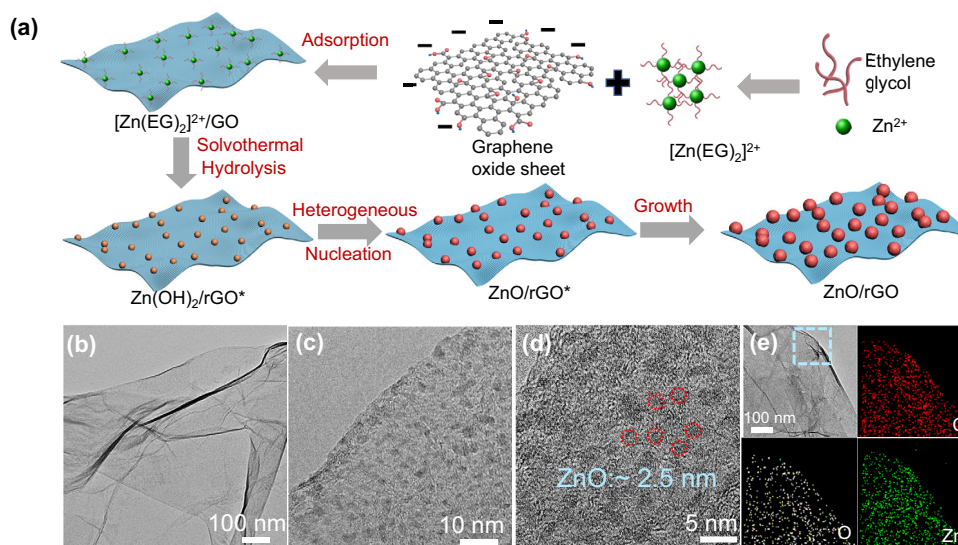 (a)
Adsorption
Ethylene
glycol
Zn²⁺
[Zn(EG)₂]²⁺/GO
Graphene
oxide sheet
[Zn(EG)₂]²⁺
Solvothermal
Hydrolysis
Heterogeneous
Nucleation
Growth
Zn(OH)₂/rGO*
ZnO/rGO*
ZnO/rGO
(b)
100 nm
(c)
10 nm
(d)
ZnO ~ 2.5 nm
5 nm
(e)
100 nm
O
Zn